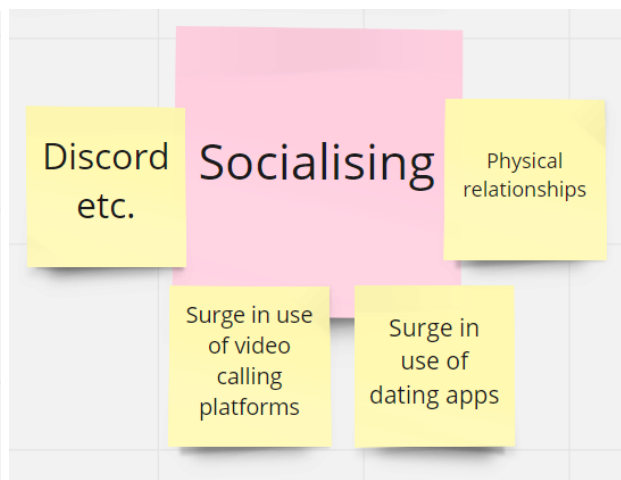 Discord
etc.
Socialising
Physical
relationships
Surge in use
of video
calling
platforms
Surge in
use of
dating apps